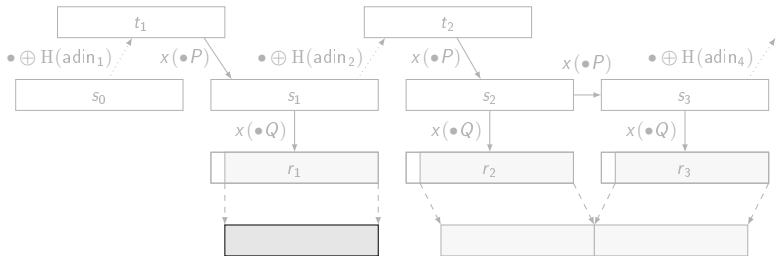 t₁ t₂
• ⊕ H(adin₁) x(•P) • ⊕ H(adin₂) x(•P) x(•P) • ⊕ H(adin₄)
s₀ s₁ s₂ s₃
x(•Q) x(•Q) x(•Q)
r₁ r₂ r₃